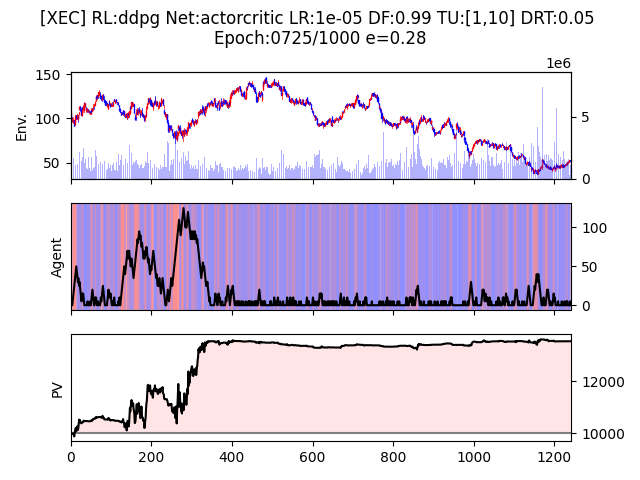 [XEC] RL:ddpg Net:actorcritic LR:1e-05 DF:0.99 TU:[1,10] DRT:0.05
Epoch:0725/1000 e=0.28
1e6
150
100
50
Env.
5
0
Agent
100
50
0
PV
12000
10000
0 200 400 600 800 1000 1200